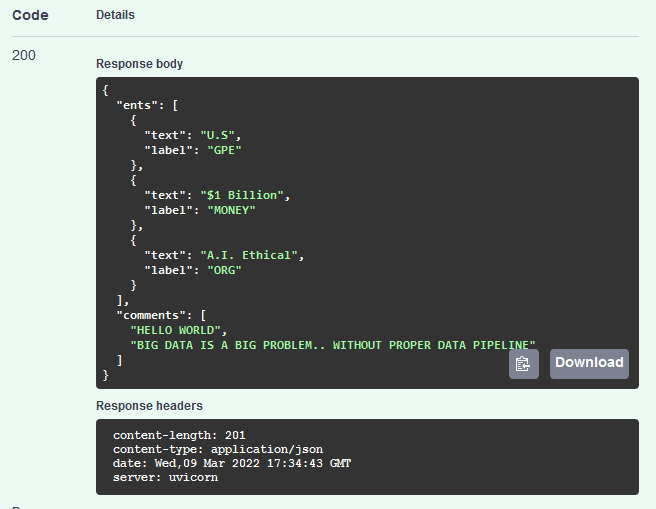 Code Details
200
Response body
{
"ents": [
{
"text": "U.S",
"label": "GPE"
},
{
"text": "$1 Billion",
"label": "MONEY"
},
{
"text": "A.I. Ethical",
"label": "ORG"
}
],
"comments": [
"HELLO WORLD",
"BIG DATA IS A BIG PROBLEM.. WITHOUT PROPER DATA PIPELINE"
]
}
Download
Response headers
content-length: 201
content-type: application/json
date: Wed,09 Mar 2022 17:34:43 GMT
server: uvicorn